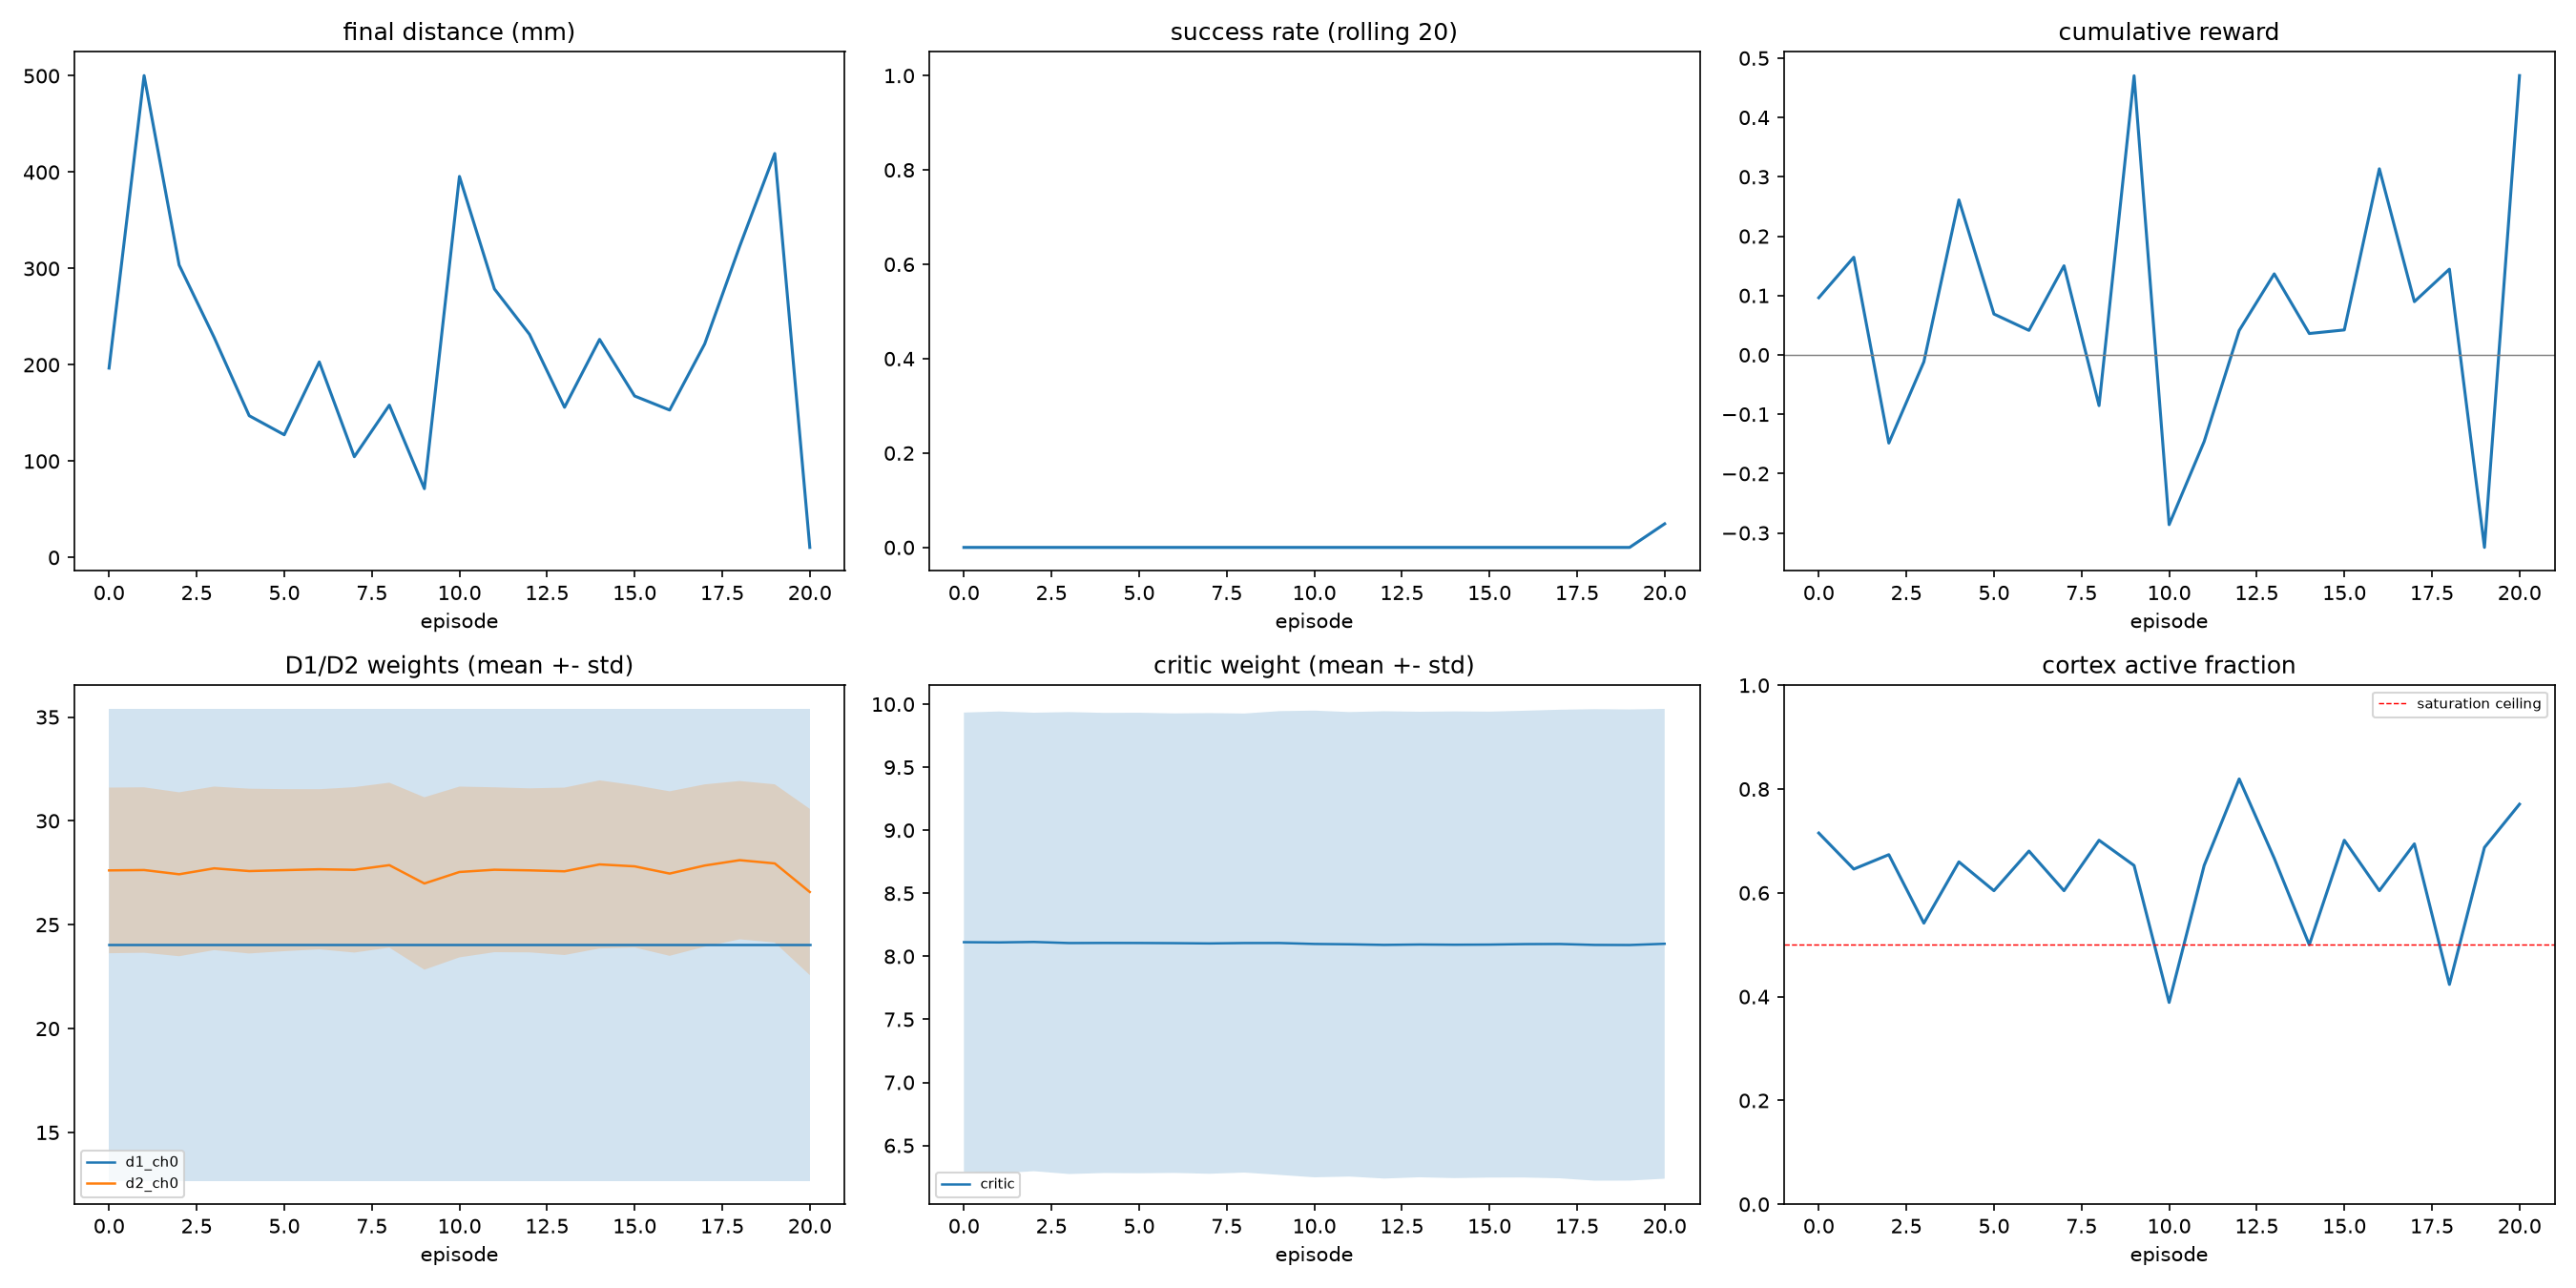 final distance (mm)
500
400
300
200
100
0
0.0 2.5 5.0 7.5 10.0 12.5 15.0 17.5 20.0
episode
success rate (rolling 20)
1.0
0.8
0.6
0.4
0.2
0.0
0.0 2.5 5.0 7.5 10.0 12.5 15.0 17.5 20.0
episode
cumulative reward
0.5
0.4
0.3
0.2
0.1
0.0
−0.1
−0.2
−0.3
0.0 2.5 5.0 7.5 10.0 12.5 15.0 17.5 20.0
episode
D1/D2 weights (mean +- std)
35
30
25
20
15
d1_ch0
d2_ch0
0.0 2.5 5.0 7.5 10.0 12.5 15.0 17.5 20.0
episode
critic weight (mean +- std)
10.0
9.5
9.0
8.5
8.0
7.5
7.0
6.5
critic
0.0 2.5 5.0 7.5 10.0 12.5 15.0 17.5 20.0
episode
cortex active fraction
1.0
saturation ceiling
0.8
0.6
0.4
0.2
0.0
0.0 2.5 5.0 7.5 10.0 12.5 15.0 17.5 20.0
episode